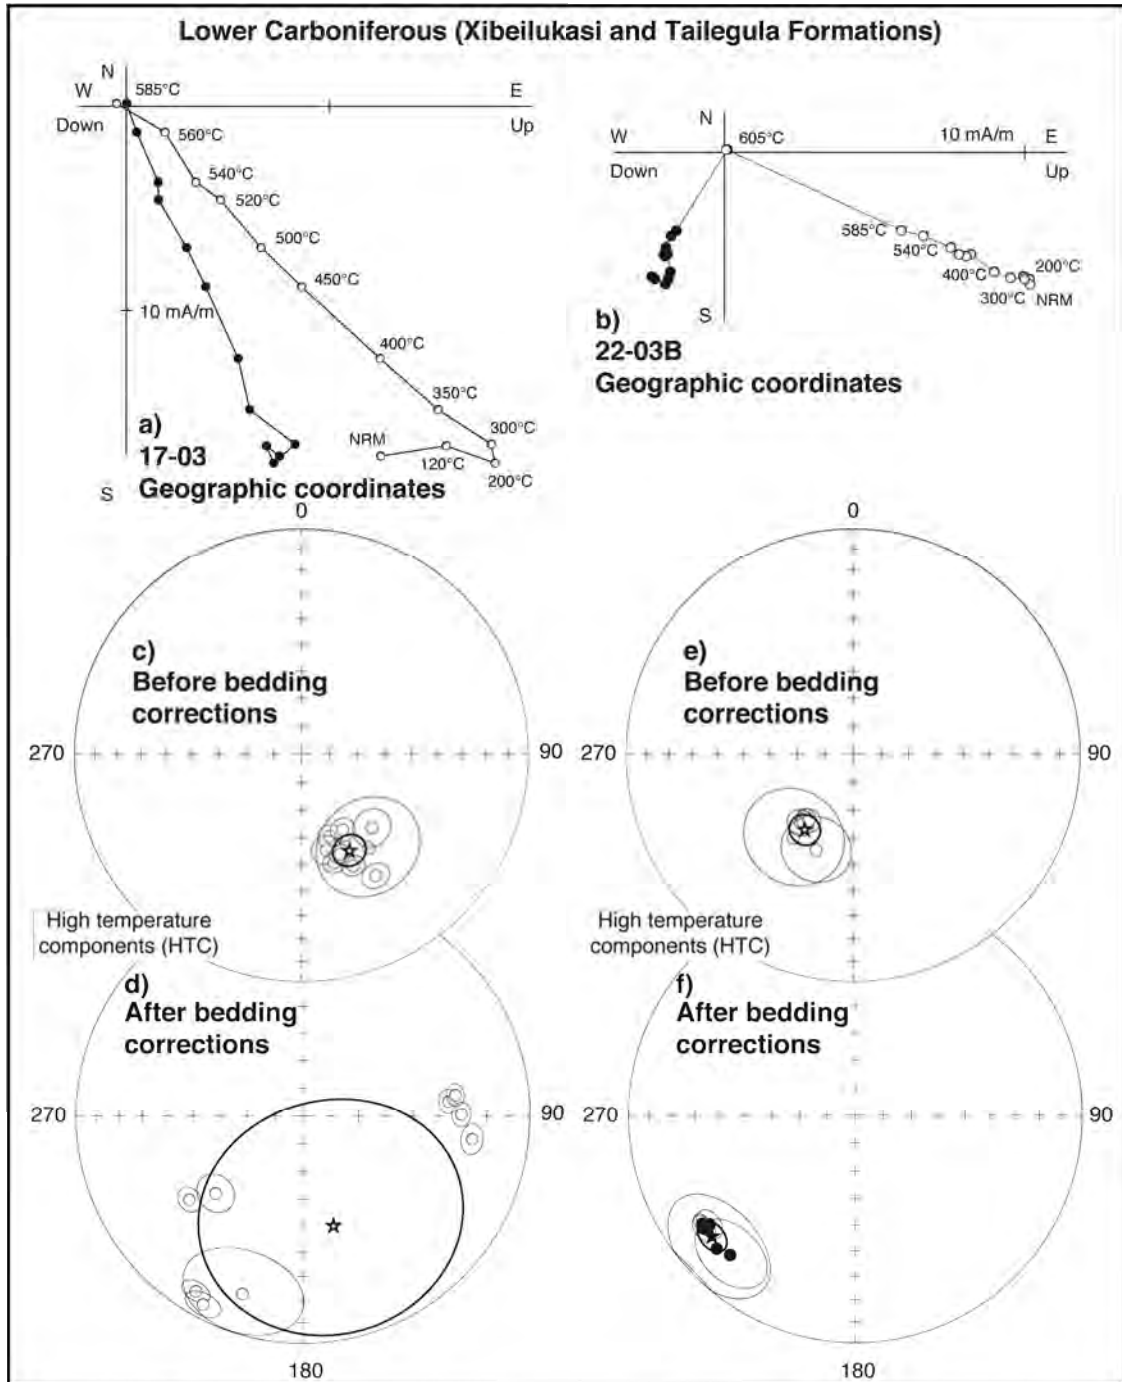 Lower Carboniferous (Xibeilukasi and Tailegula Formations)
N
W
585°C
E
Down
Up
560°C
540°C
520°C
500°C
450°C
10 mA/m
400°C
350°C
300°C
NRM
120°C
200°C
S
a)
17-03
Geographic coordinates
N
W
605°C
10 mA/m
E
Down
Up
585°C
540°C
400°C
200°C
300°C
NRM
S
b)
22-03B
Geographic coordinates
0
c)
Before bedding
corrections
270
90
High temperature
components (HTC)
0
e)
Before bedding
corrections
270
90
High temperature
components (HTC)
d)
After bedding
corrections
270
90
180
f)
After bedding
corrections
270
90
180